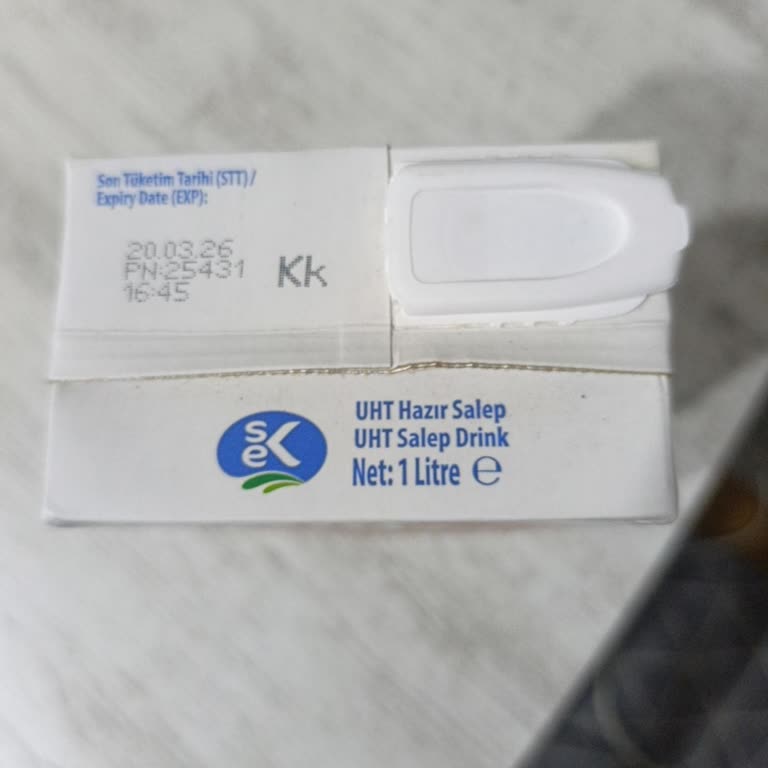 Son Tüketim Tarihi (STT) /
Expiry Date (EXP):
20.03.26
PN:25431
16:45
Kk
sek
UHT Hazır Salep
UHT Salep Drink
Net: 1 Litre ℮